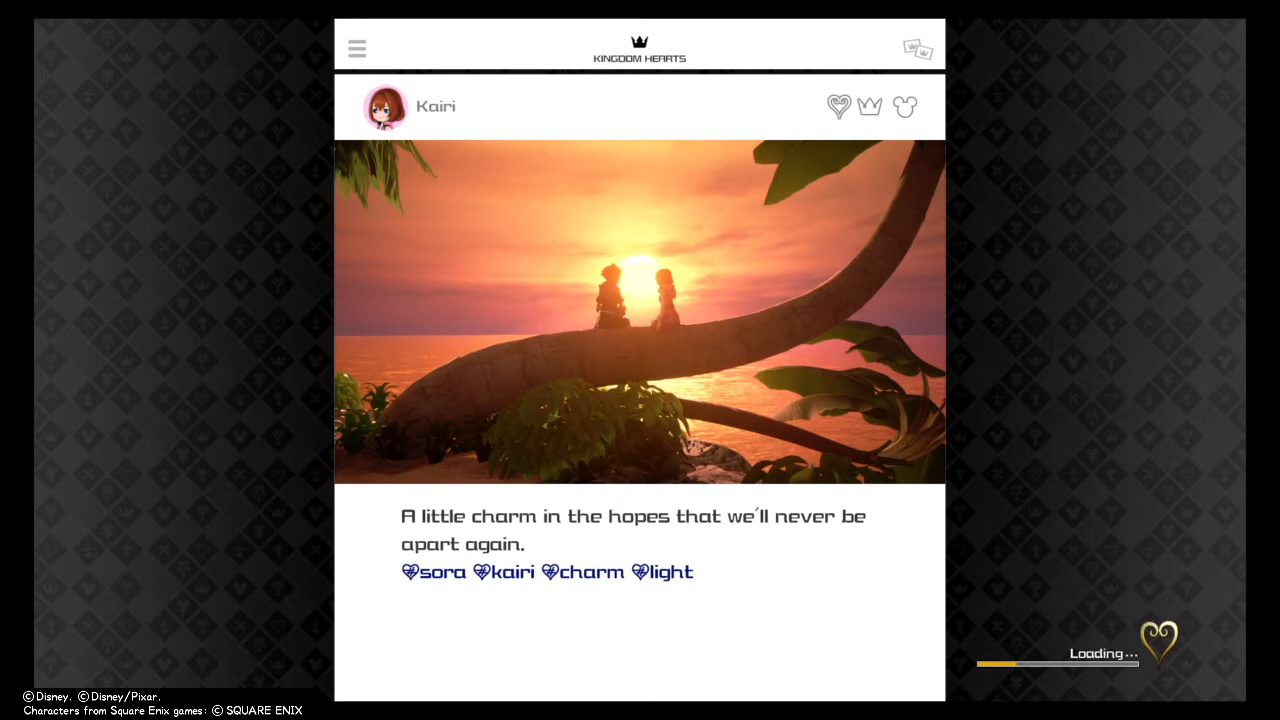 KINGDOM HEARTS
Kairi
A little charm in the hopes that we'll never be
apart again.
sora kairi charm light
Loading...
©Disney. ©Disney/Pixar.
Characters from Square Enix games: © SQUARE ENIX